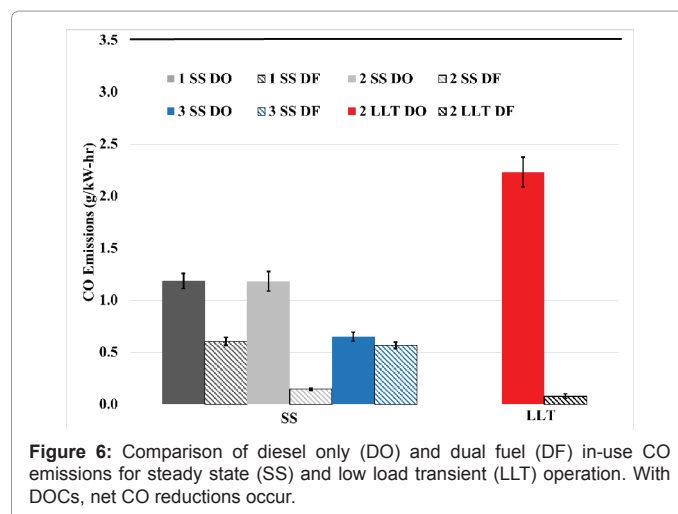 3.5
3.0
2.5
2.0
1.5
1.0
0.5
0.0
CO Emissions (g/kW-hr)
1 SS DO 1 SS DF 2 SS DO 2 SS DF
3 SS DO 3 SS DF 2 LLT DO 2 LLT DF
SS LLT
Figure 6: Comparison of diesel only (DO) and dual fuel (DF) in-use CO
emissions for steady state (SS) and low load transient (LLT) operation. With
DOCs, net CO reductions occur.